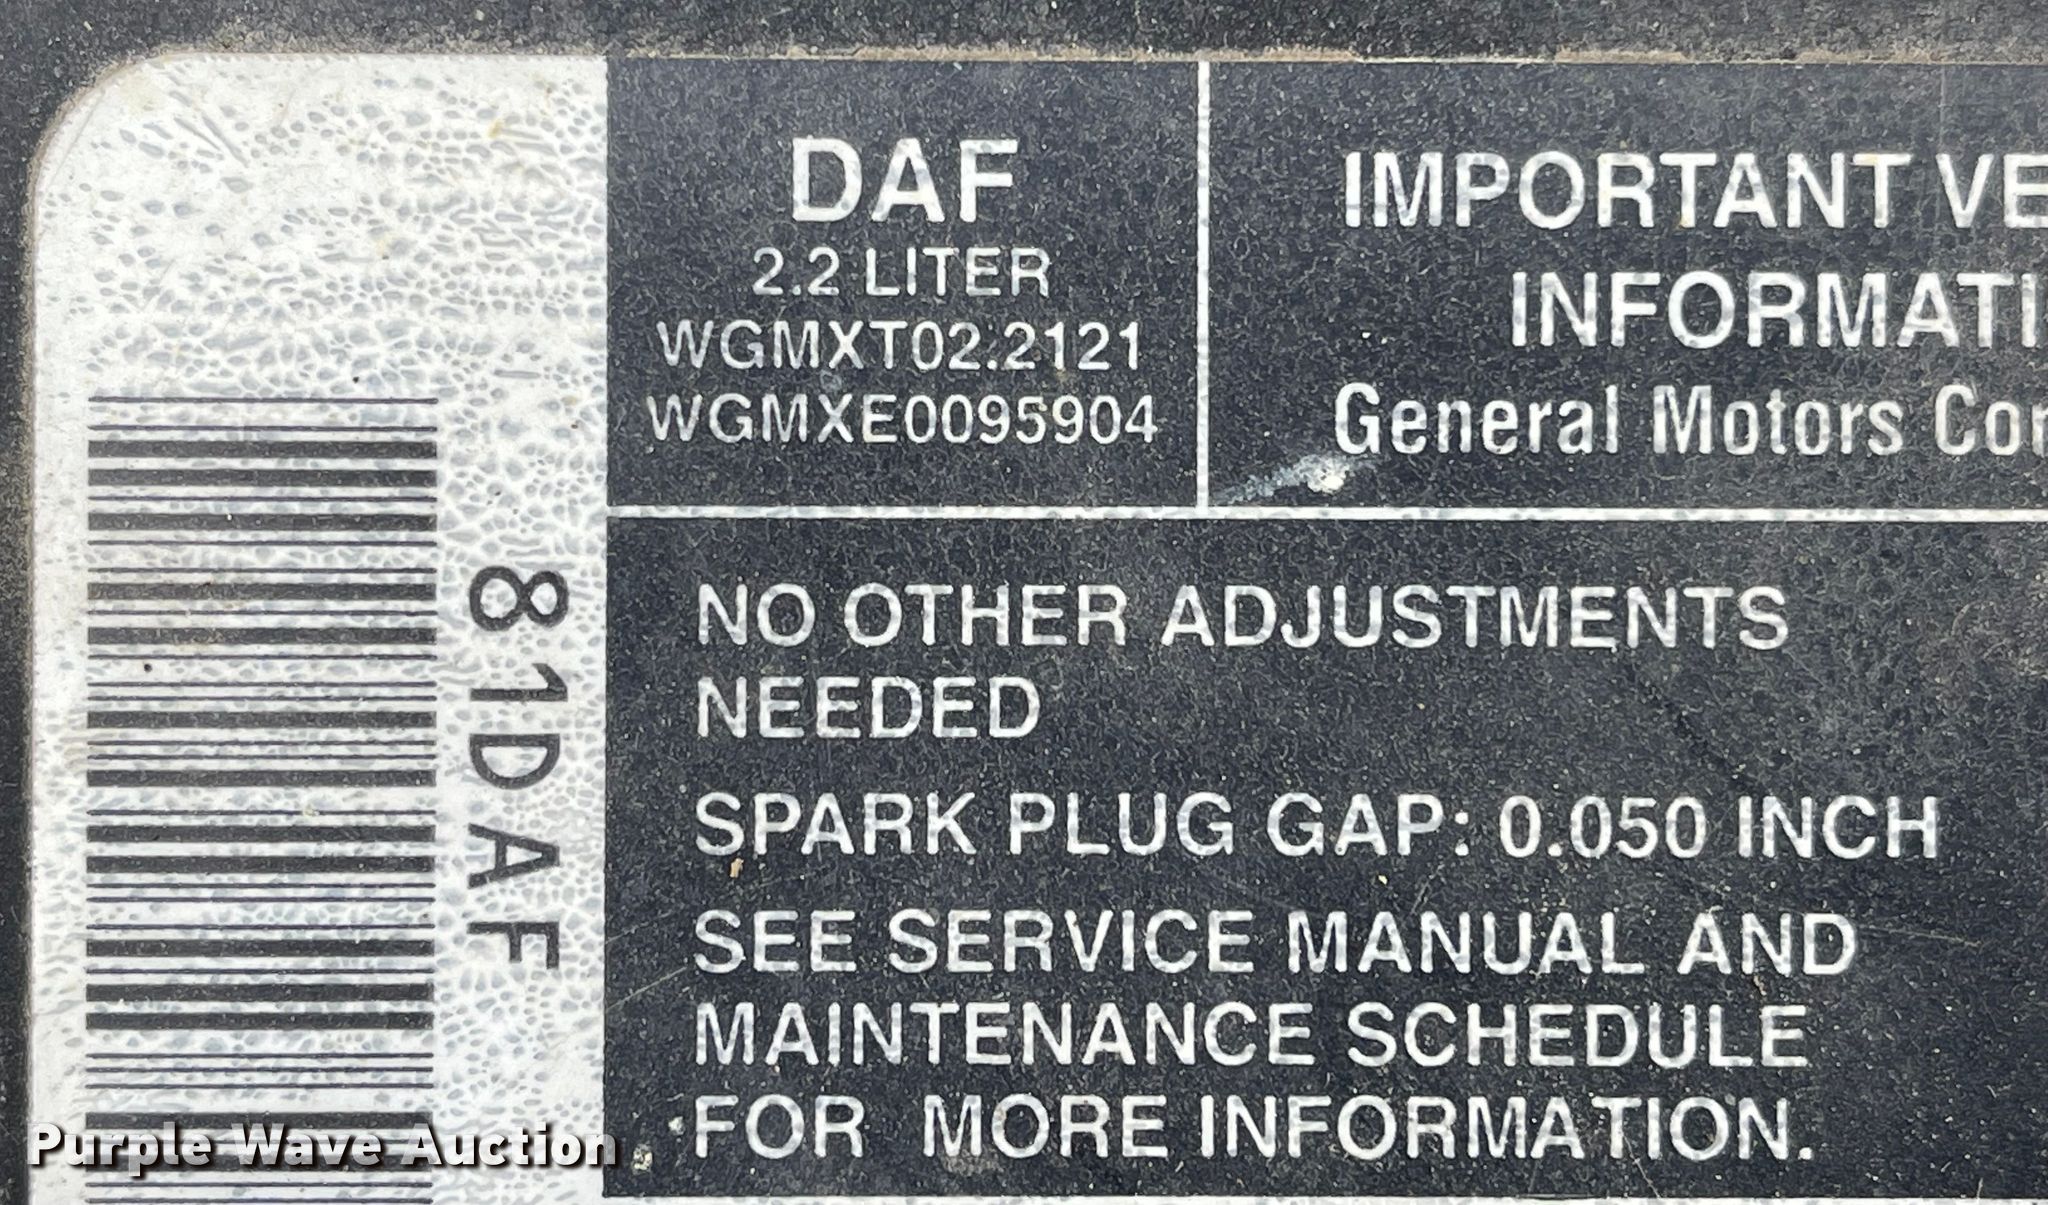 DAF
2.2 LITER
WGMXT02.2121
WGMXE0095904
IMPORTANT VE
INFORMATI
General Motors Cor
81DAF
NO OTHER ADJUSTMENTS
NEEDED
SPARK PLUG GAP: 0.050 INCH
SEE SERVICE MANUAL AND
MAINTENANCE SCHEDULE
FOR MORE INFORMATION.
Purple Wave Auction